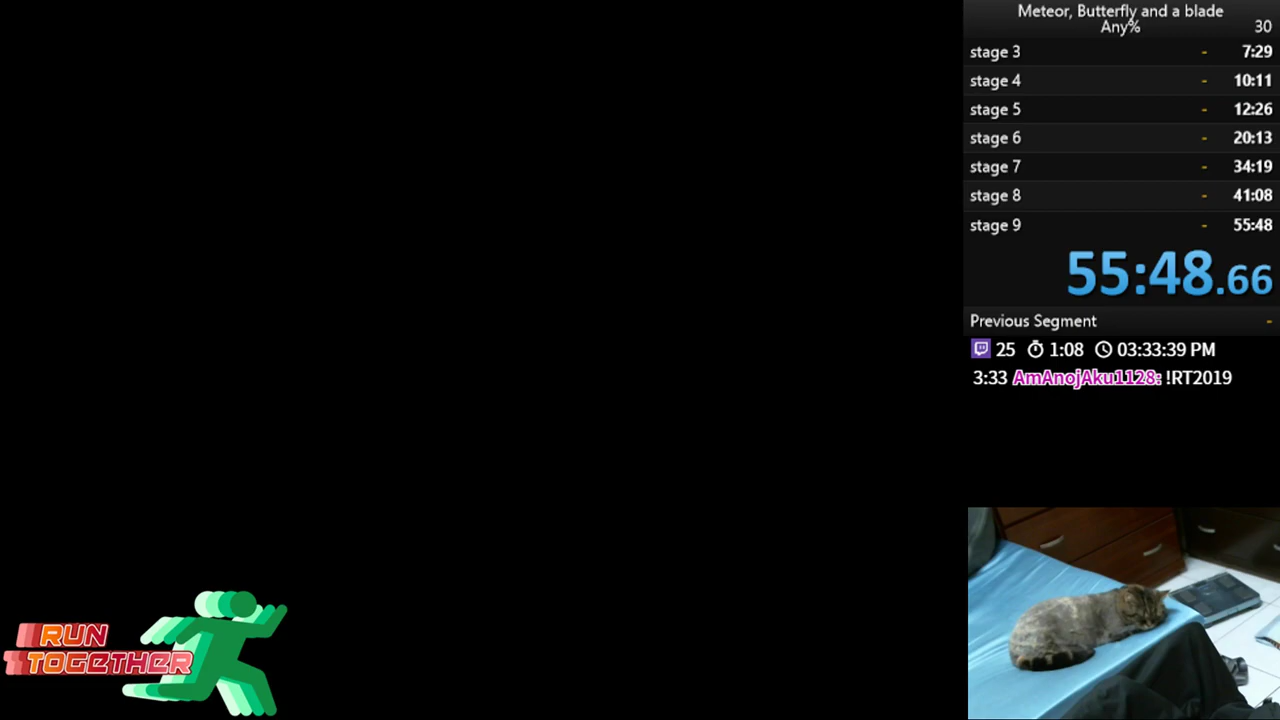 Meteor, Butterfly and a blade
Any% 30
stage 3 - 7:29
stage 4 - 10:11
stage 5 - 12:26
stage 6 - 20:13
stage 7 - 34:19
stage 8 - 41:08
stage 9 - 55:48
55:48.66
Previous Segment -
25 1:08 03:33:39 PM
3:33 AmAnojAku1128: !RT2019
RUN
TOGETHER